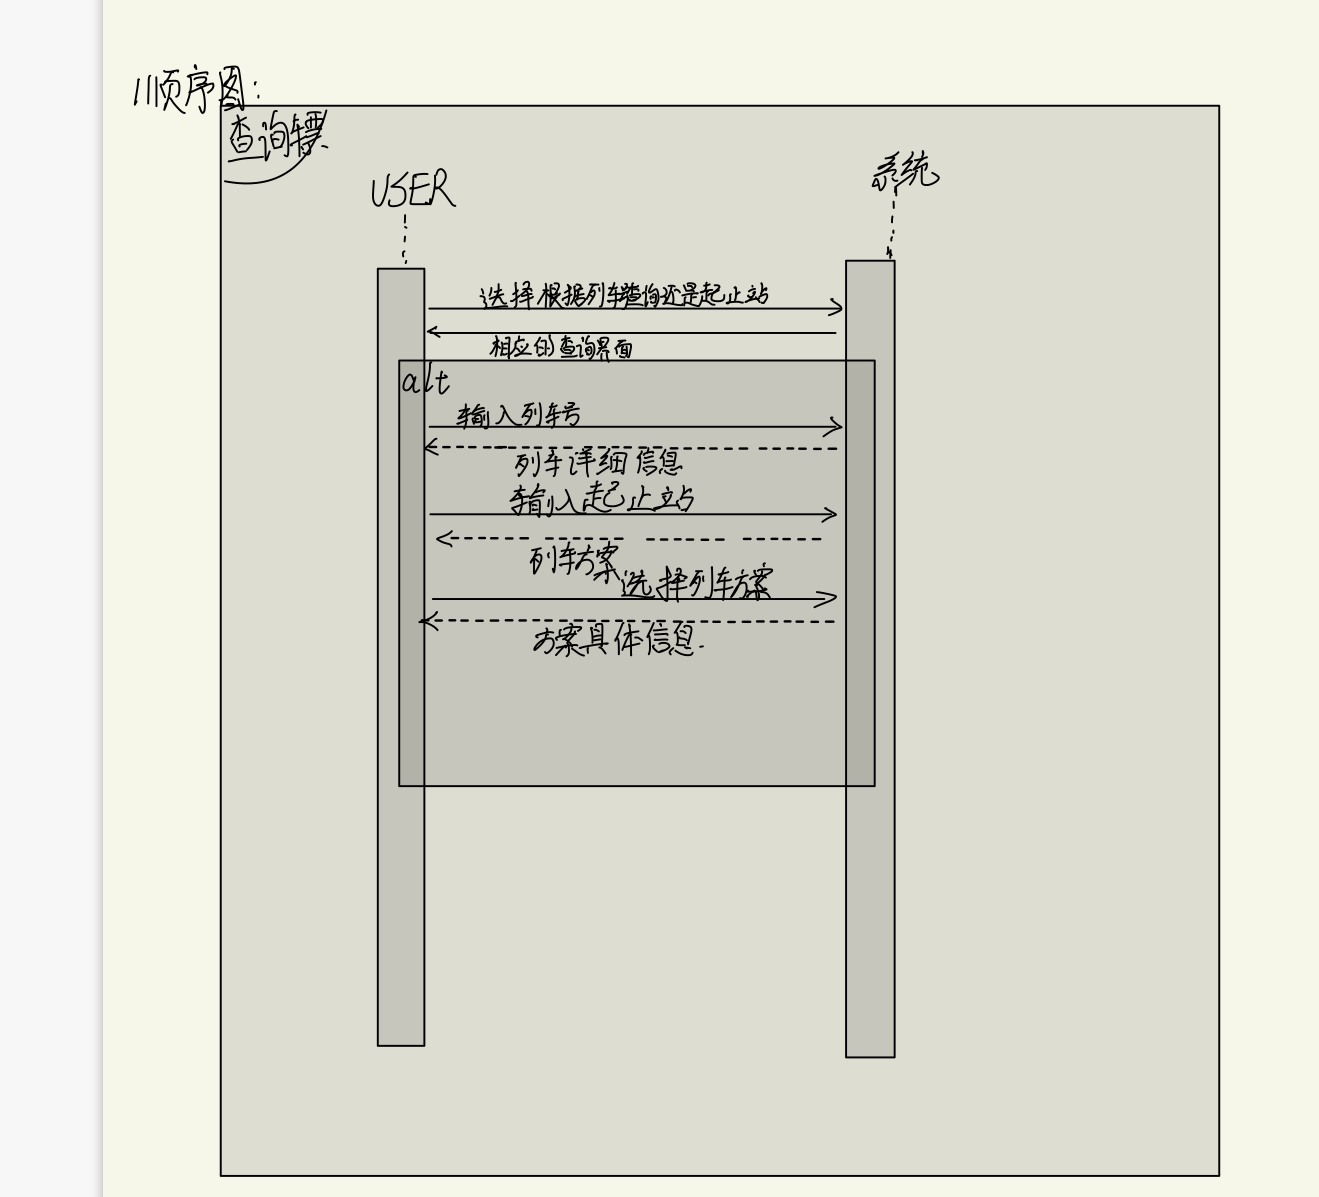 顺序图:
查询车票
USER
系统
选择根据列车查询还是起止站
相应的查询界面
alt
输入列车号
列车详细信息
输入起止站
列车方案
选择列车方案
方案具体信息.